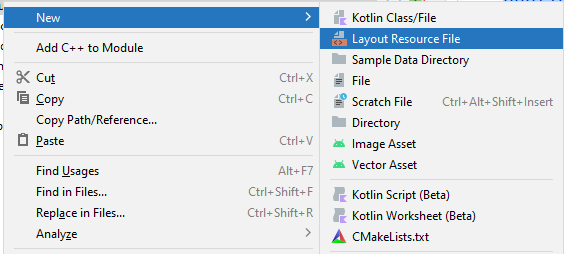 New
Add C++ to Module
Cut Ctrl+X
Copy Ctrl+C
Copy Path/Reference...
Paste Ctrl+V
Find Usages Alt+F7
Find in Files... Ctrl+Shift+F
Replace in Files... Ctrl+Shift+R
Analyze
Kotlin Class/File
Layout Resource File
Sample Data Directory
File
Scratch File Ctrl+Alt+Shift+Insert
Directory
Image Asset
Vector Asset
Kotlin Script (Beta)
Kotlin Worksheet (Beta)
CMakeLists.txt